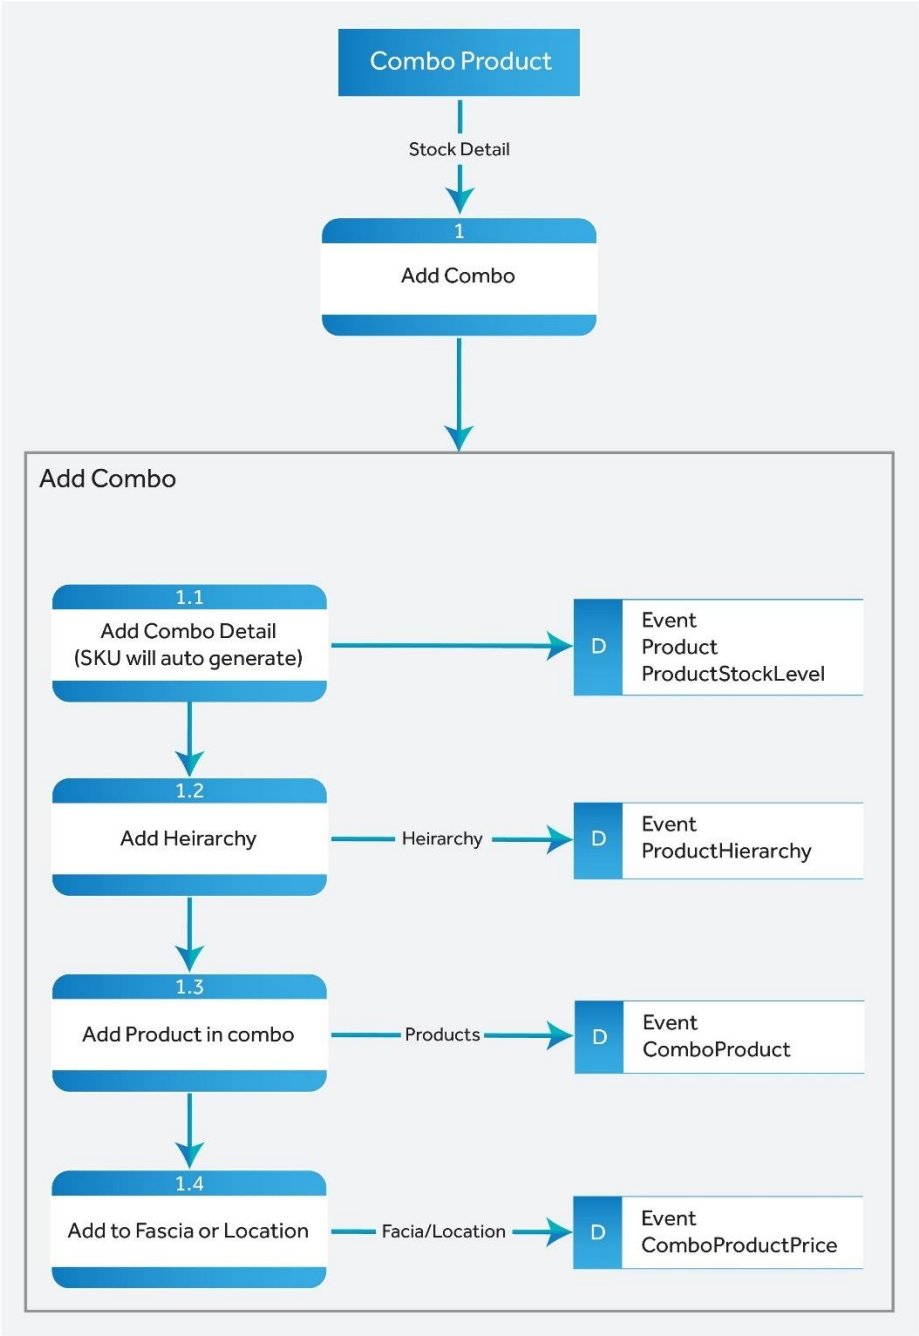 Combo Product
Stock Detail
1
Add Combo
Add Combo
1.1
Add Combo Detail
(SKU will auto generate)
D
Event
Product
ProductStockLevel
1.2
Add Heirarchy
Heirarchy
D
Event
ProductHierarchy
1.3
Add Product in combo
Products
D
Event
ComboProduct
1.4
Add to Fascia or Location
Facia/Location
D
Event
ComboProductPrice